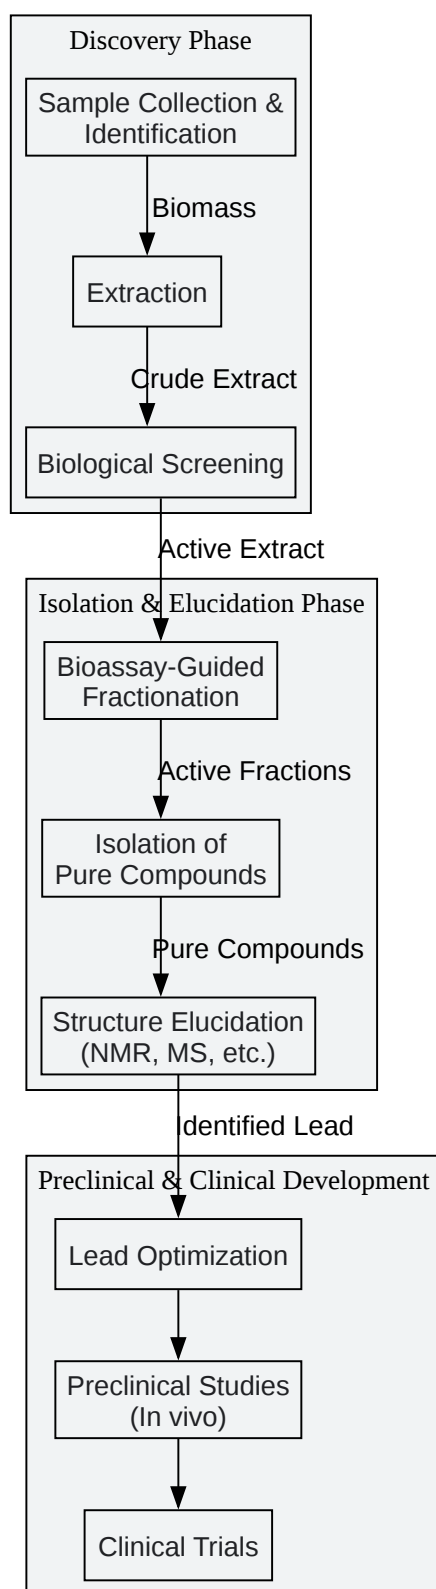 Discovery Phase
Sample Collection &
Identification
Biomass
Extraction
Crude Extract
Biological Screening
Active Extract
Isolation & Elucidation Phase
Bioassay-Guided
Fractionation
Active Fractions
Isolation of
Pure Compounds
Pure Compounds
Structure Elucidation
(NMR, MS, etc.)
Identified Lead
Preclinical & Clinical Development
Lead Optimization
Preclinical Studies
(In vivo)
Clinical Trials